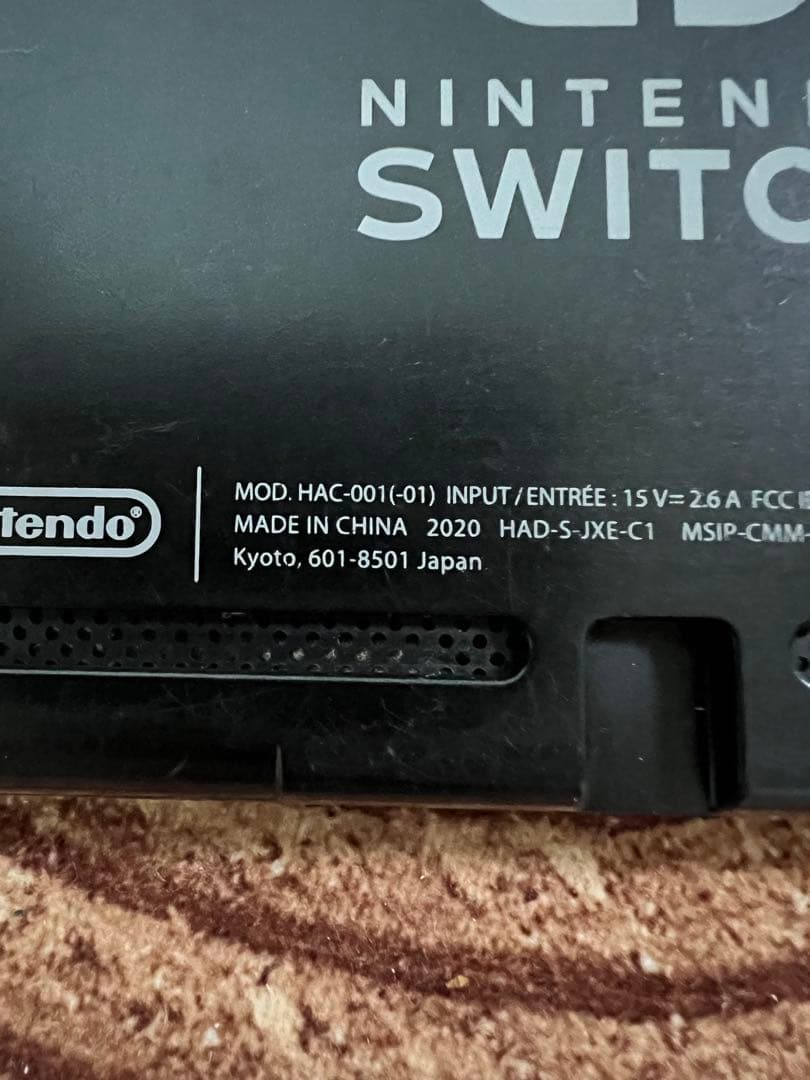 NINTEN
SWITC
ntendo®
MOD. HAC-001(-01) INPUT/ENTRÉE : 15 V⎓ 2.6 A FCC
MADE IN CHINA 2020 HAD-S-JXE-C1 MSIP-CMM-
Kyoto, 601-8501 Japan